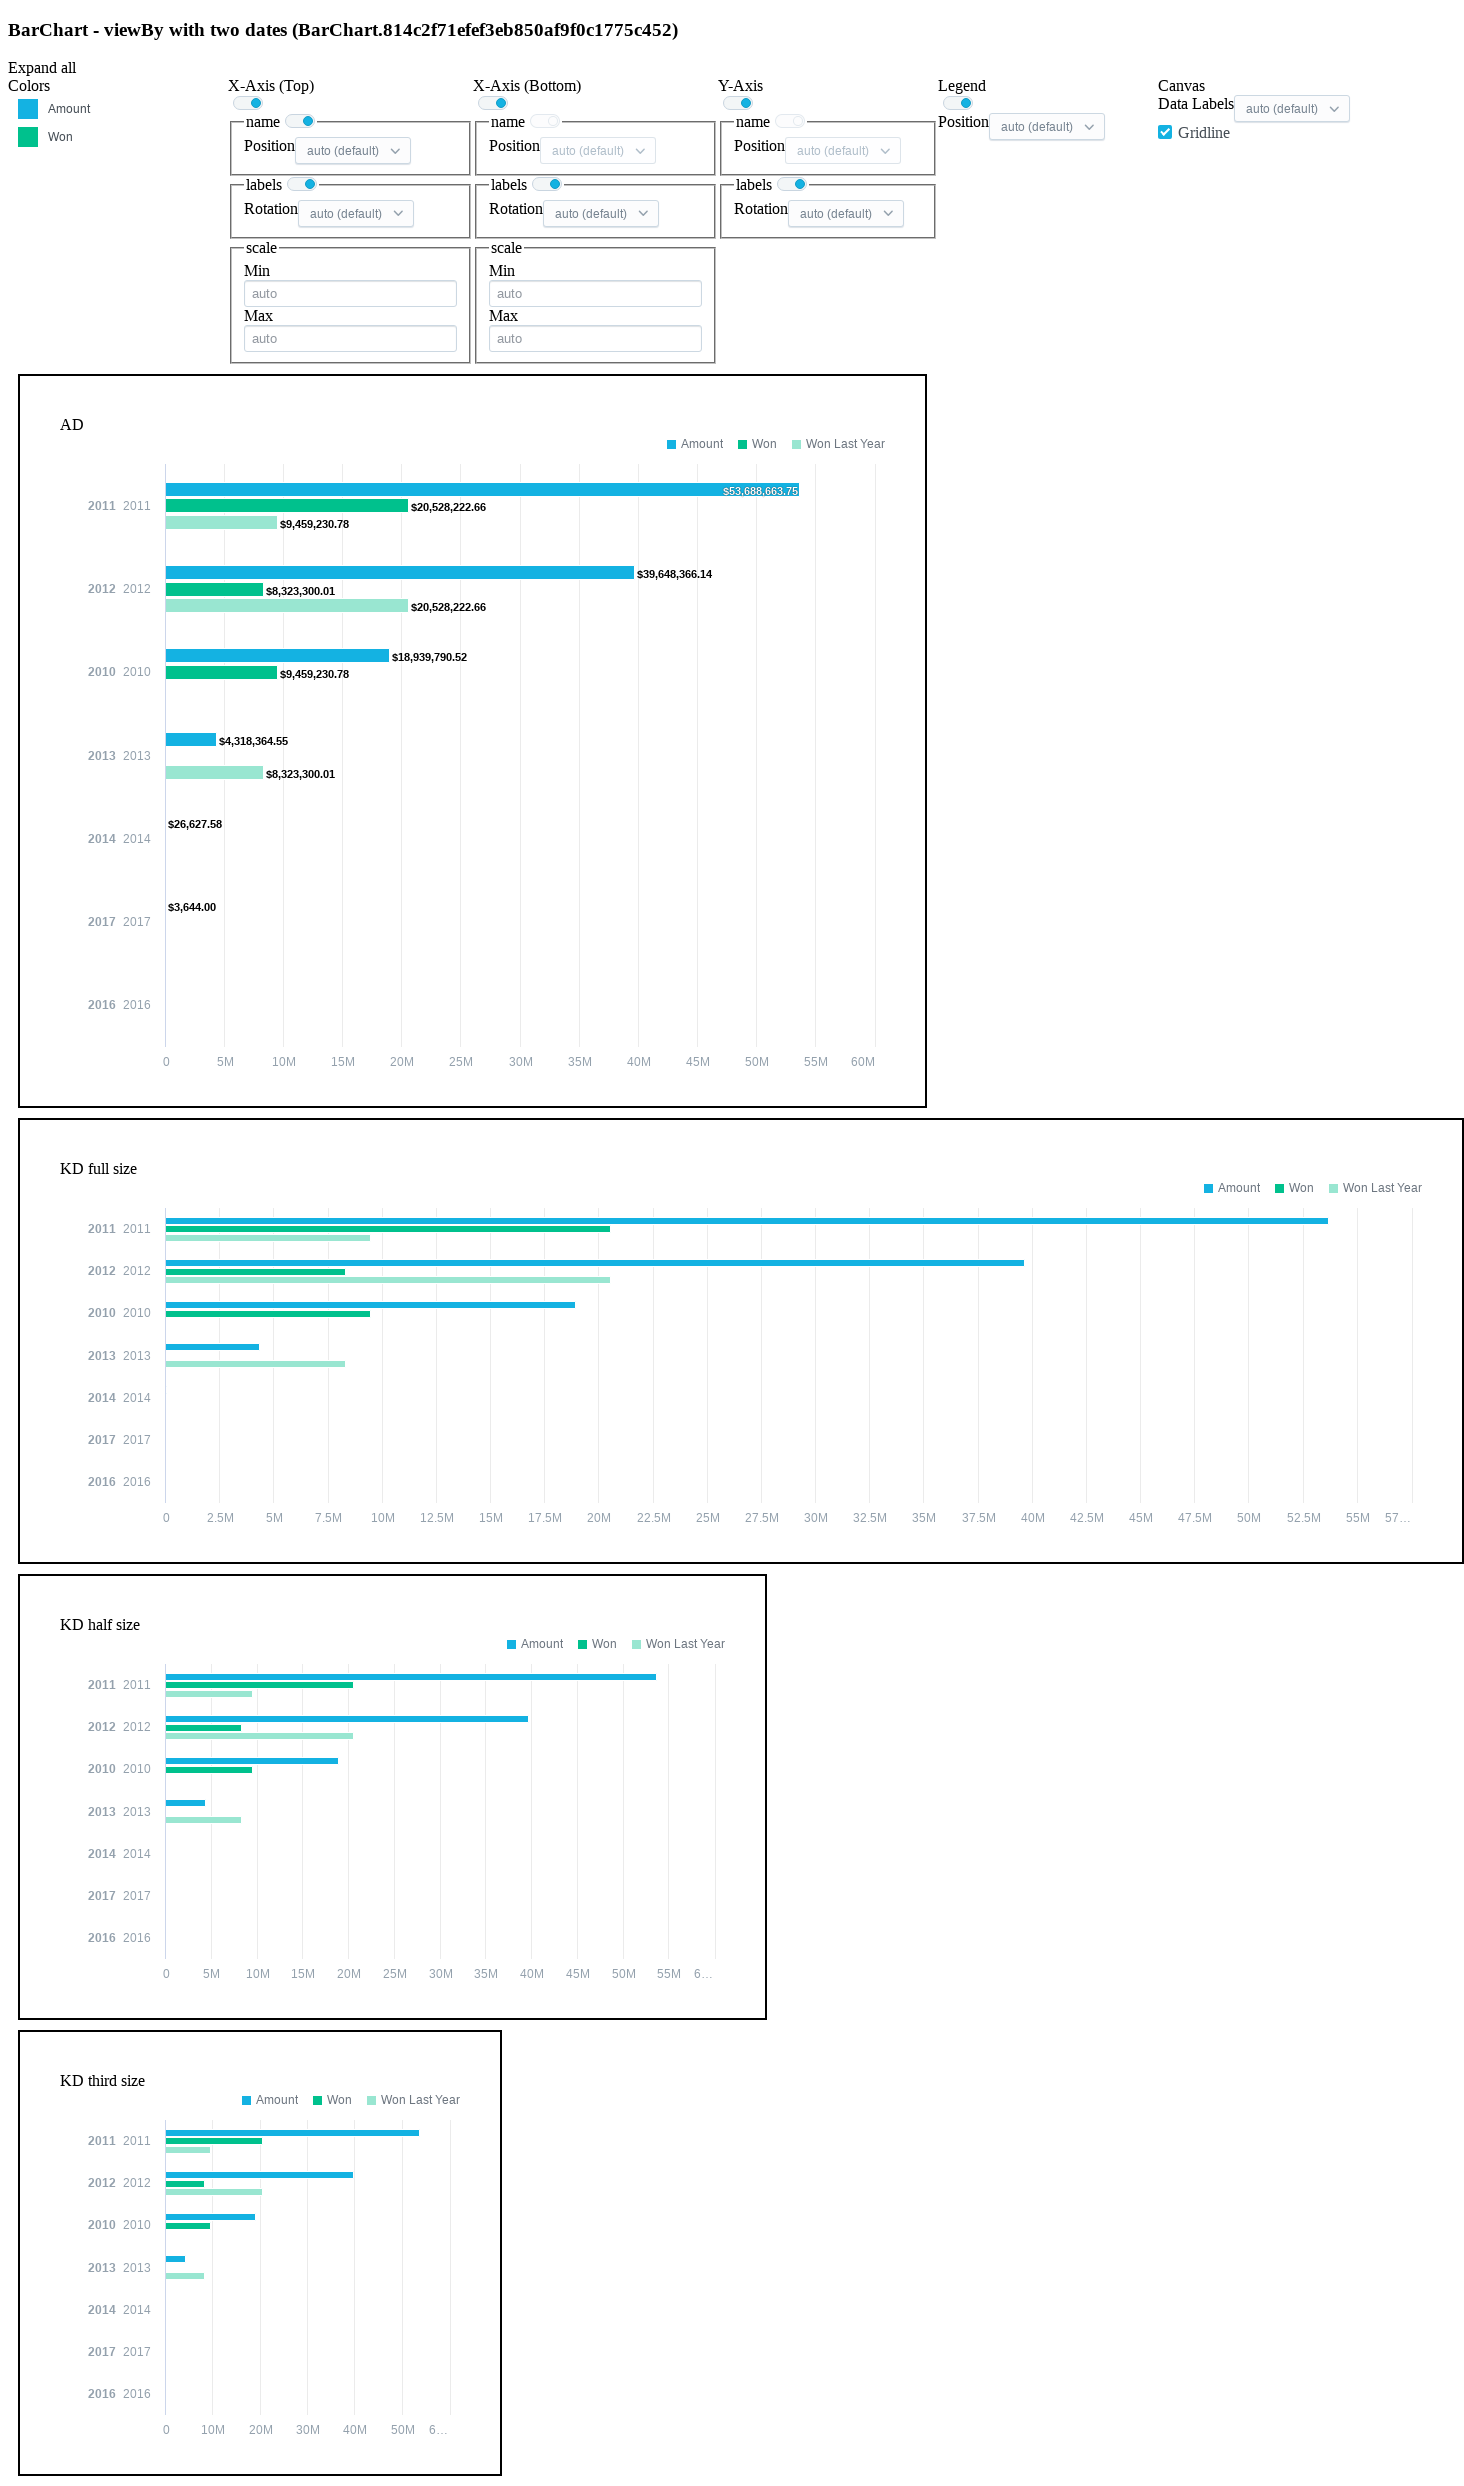 BarChart - viewBy with two dates (BarChart.814c2f71efef3eb850af9f0c1775c452)
Expand all
Colors
Amount
Won
X-Axis (Top)
name
Position auto (default)
labels
Rotation auto (default)
scale
Min
auto
Max
auto
X-Axis (Bottom)
name
Position auto (default)
labels
Rotation auto (default)
scale
Min
auto
Max
auto
Y-Axis
name
Position auto (default)
labels
Rotation auto (default)
Legend
Position auto (default)
Canvas
Data Labels auto (default)
Gridline
AD
Amount Won Won Last Year
$53,688,663.75
2011 2011 $20,528,222.66
$9,459,230.78
$39,648,366.14
2012 2012 $8,323,300.01
$20,528,222.66
$18,939,790.52
2010 2010 $9,459,230.78
$4,318,364.55
2013 2013
$8,323,300.01
$26,627.58
2014 2014
$3,644.00
2017 2017
2016 2016
0 5M 10M 15M 20M 25M 30M 35M 40M 45M 50M 55M 60M
KD full size
Amount Won Won Last Year
2011 2011
2012 2012
2010 2010
2013 2013
2014 2014
2017 2017
2016 2016
0 2.5M 5M 7.5M 10M 12.5M 15M 17.5M 20M 22.5M 25M 27.5M 30M 32.5M 35M 37.5M 40M 42.5M 45M 47.5M 50M 52.5M 55M 57…
KD half size
Amount Won Won Last Year
2011 2011
2012 2012
2010 2010
2013 2013
2014 2014
2017 2017
2016 2016
0 5M 10M 15M 20M 25M 30M 35M 40M 45M 50M 55M 6…
KD third size
Amount Won Won Last Year
2011 2011
2012 2012
2010 2010
2013 2013
2014 2014
2017 2017
2016 2016
0 10M 20M 30M 40M 50M 6…